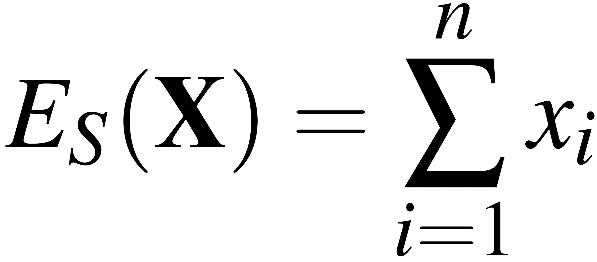 E_S(𝐗) = \sum_{i=1}^{n} x_i